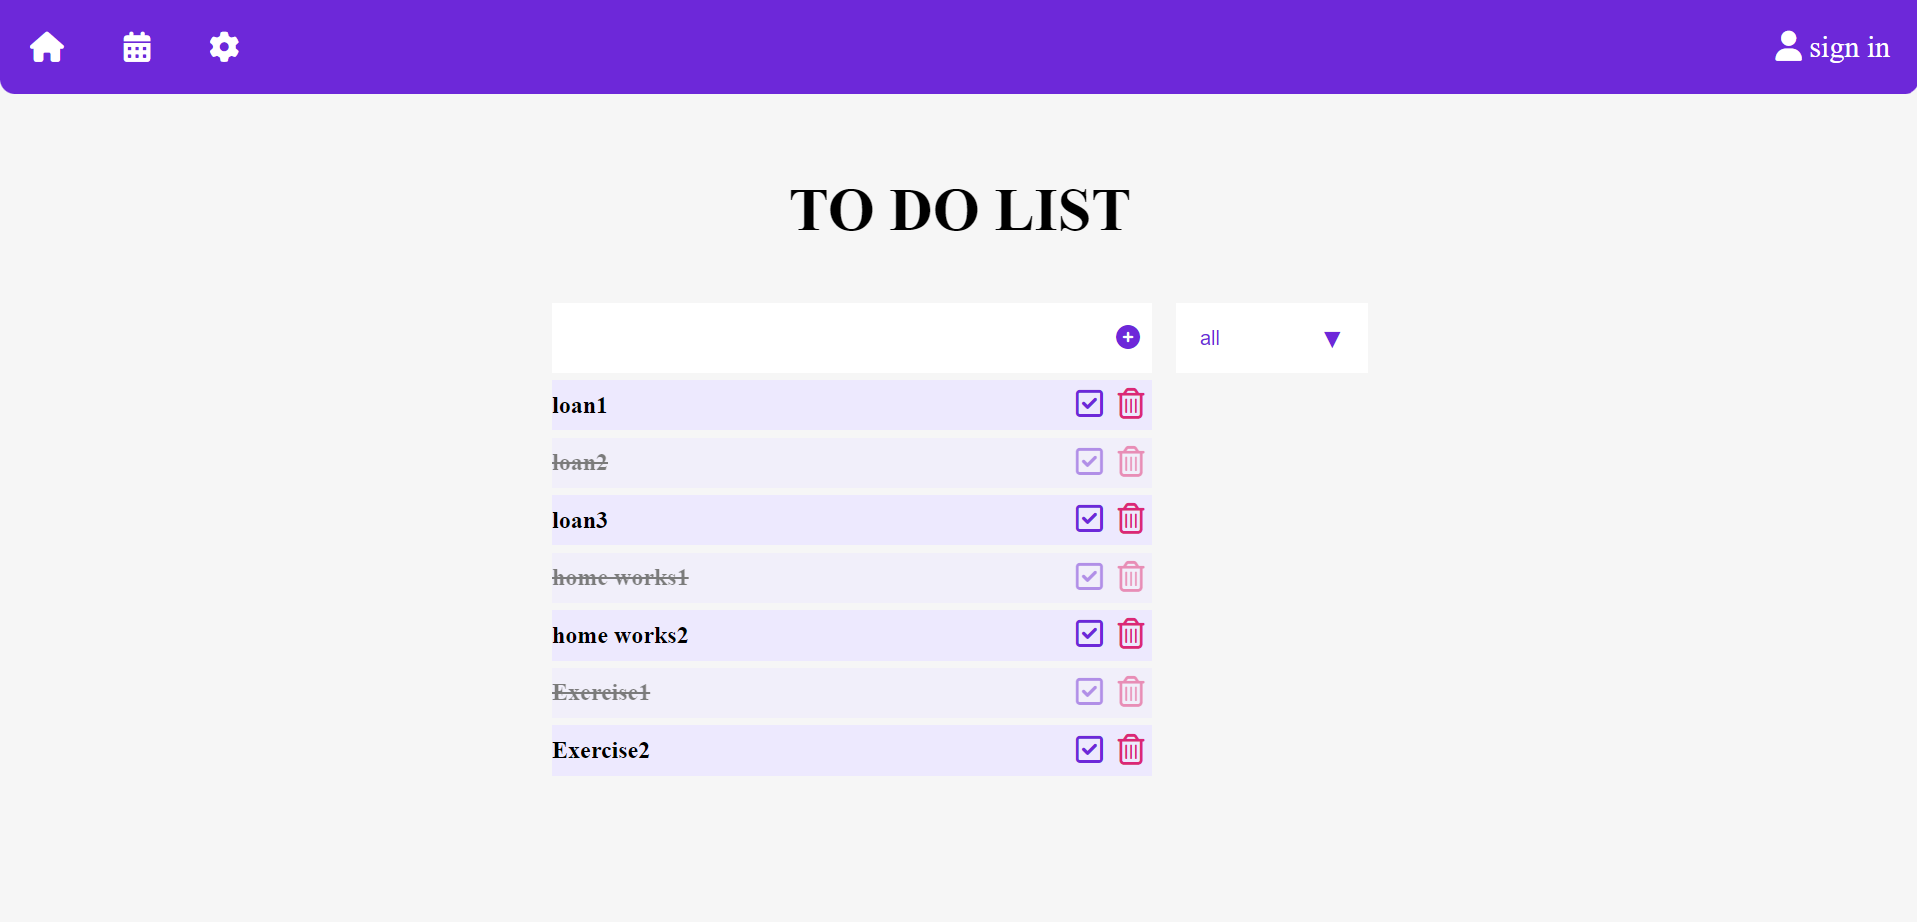 sign in
TO DO LIST
all
loan1
loan2
loan3
home works1
home works2
Exercise1
Exercise2